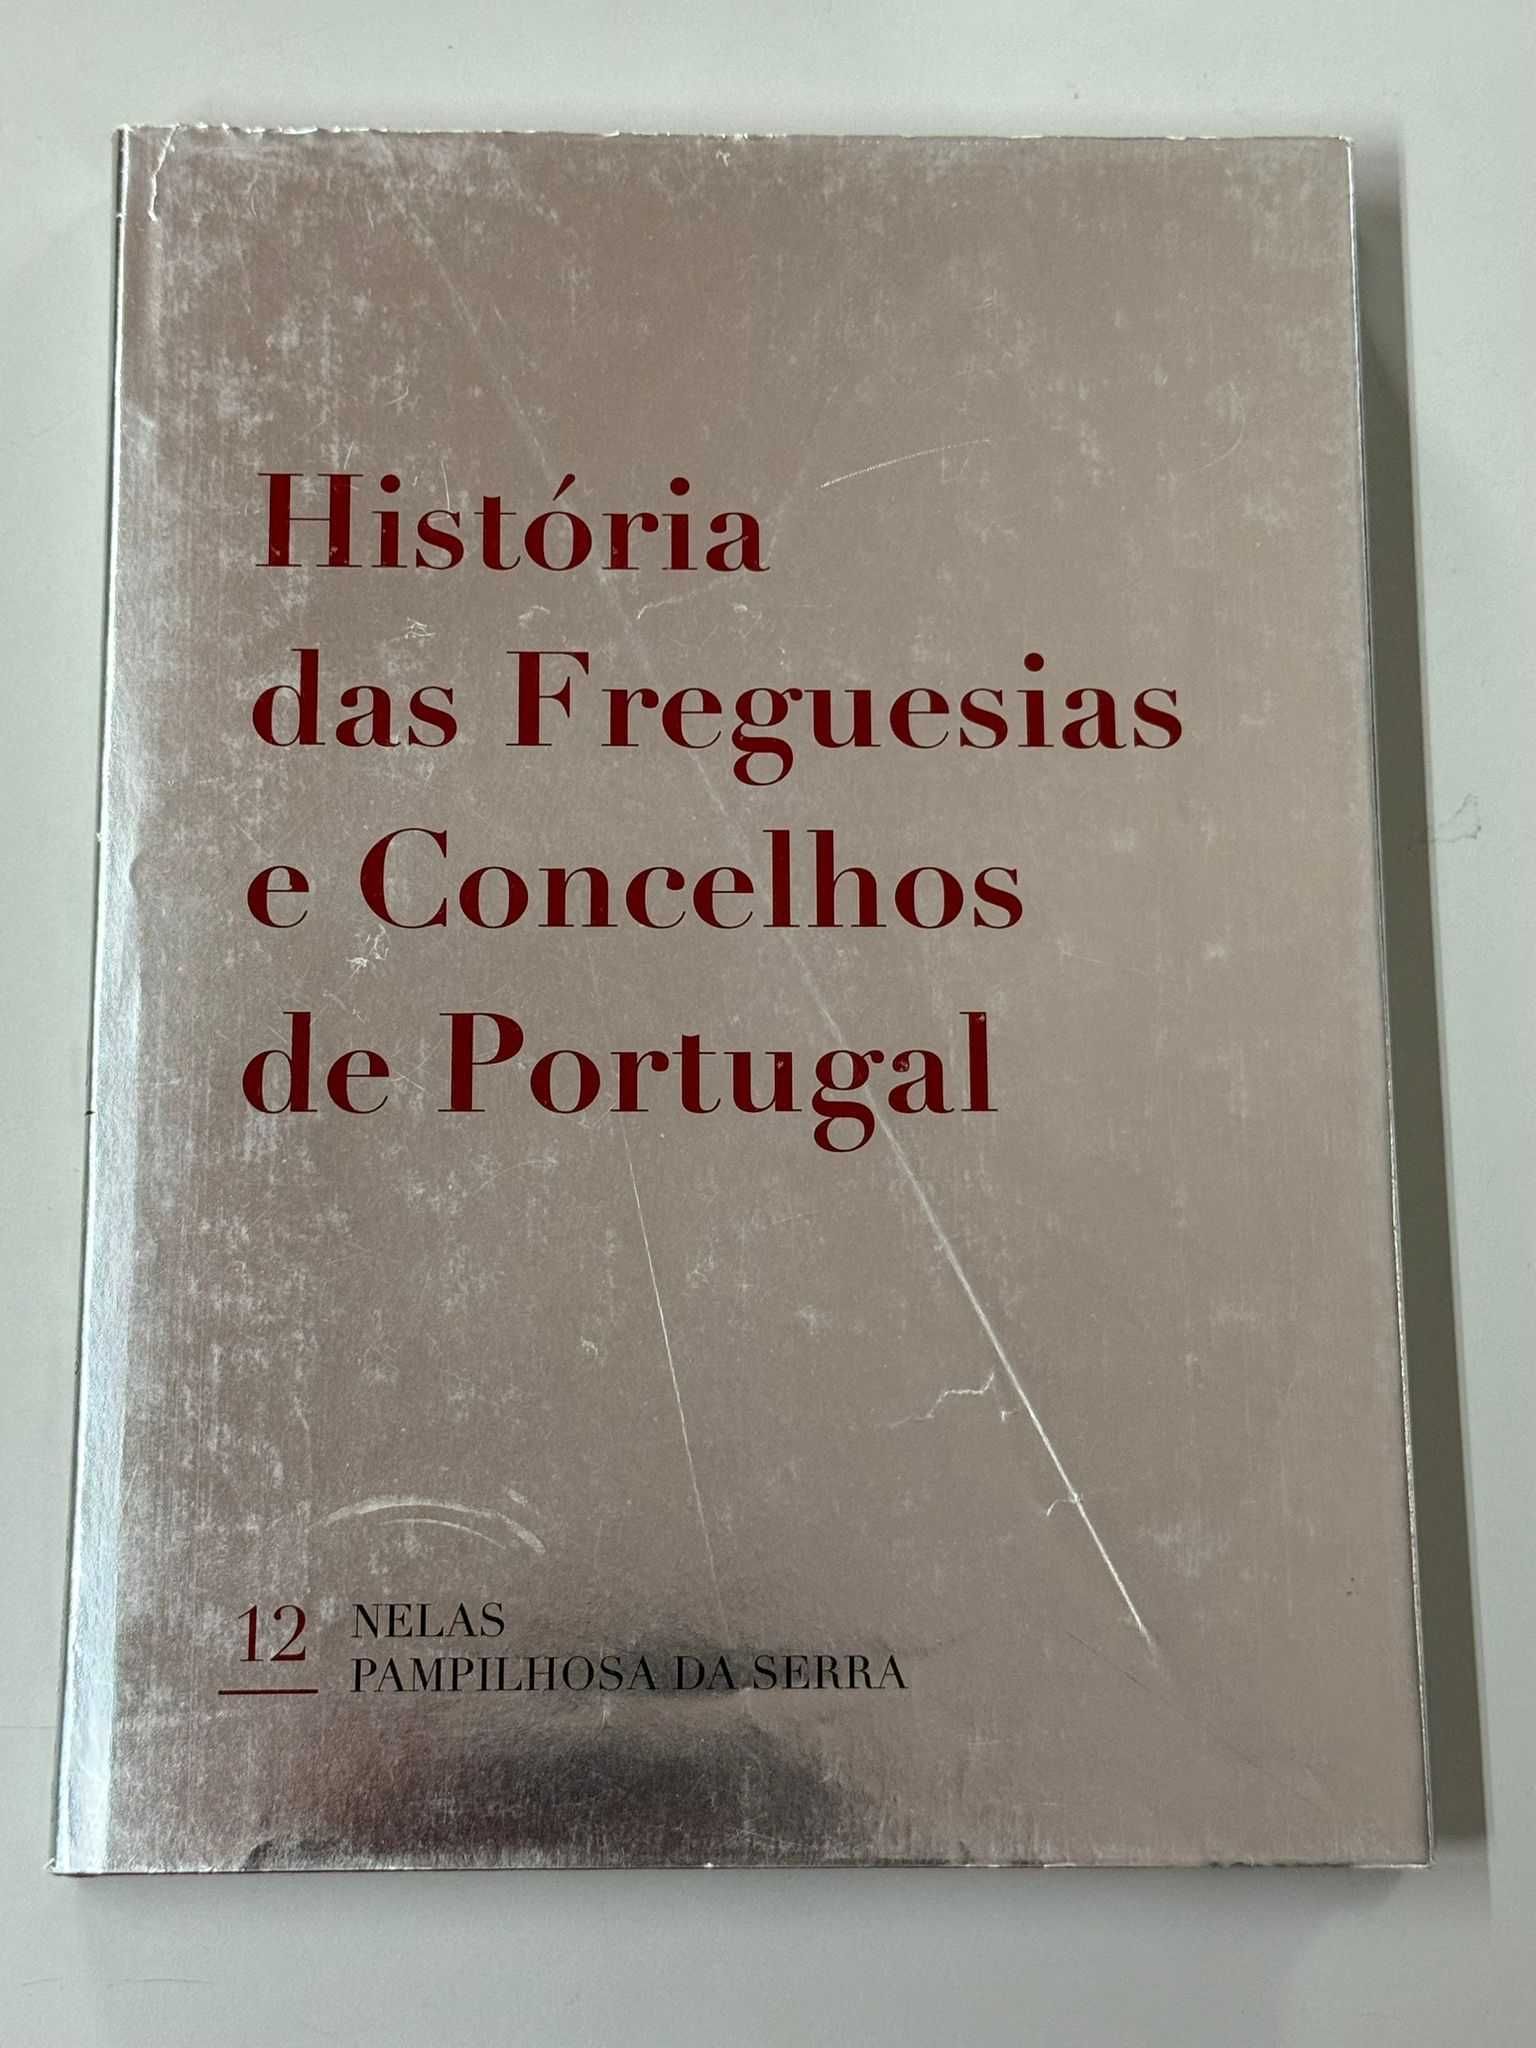 História
das Freguesias
e Concelhos
de Portugal
12 NELAS
PAMPILHOSA DA SERRA